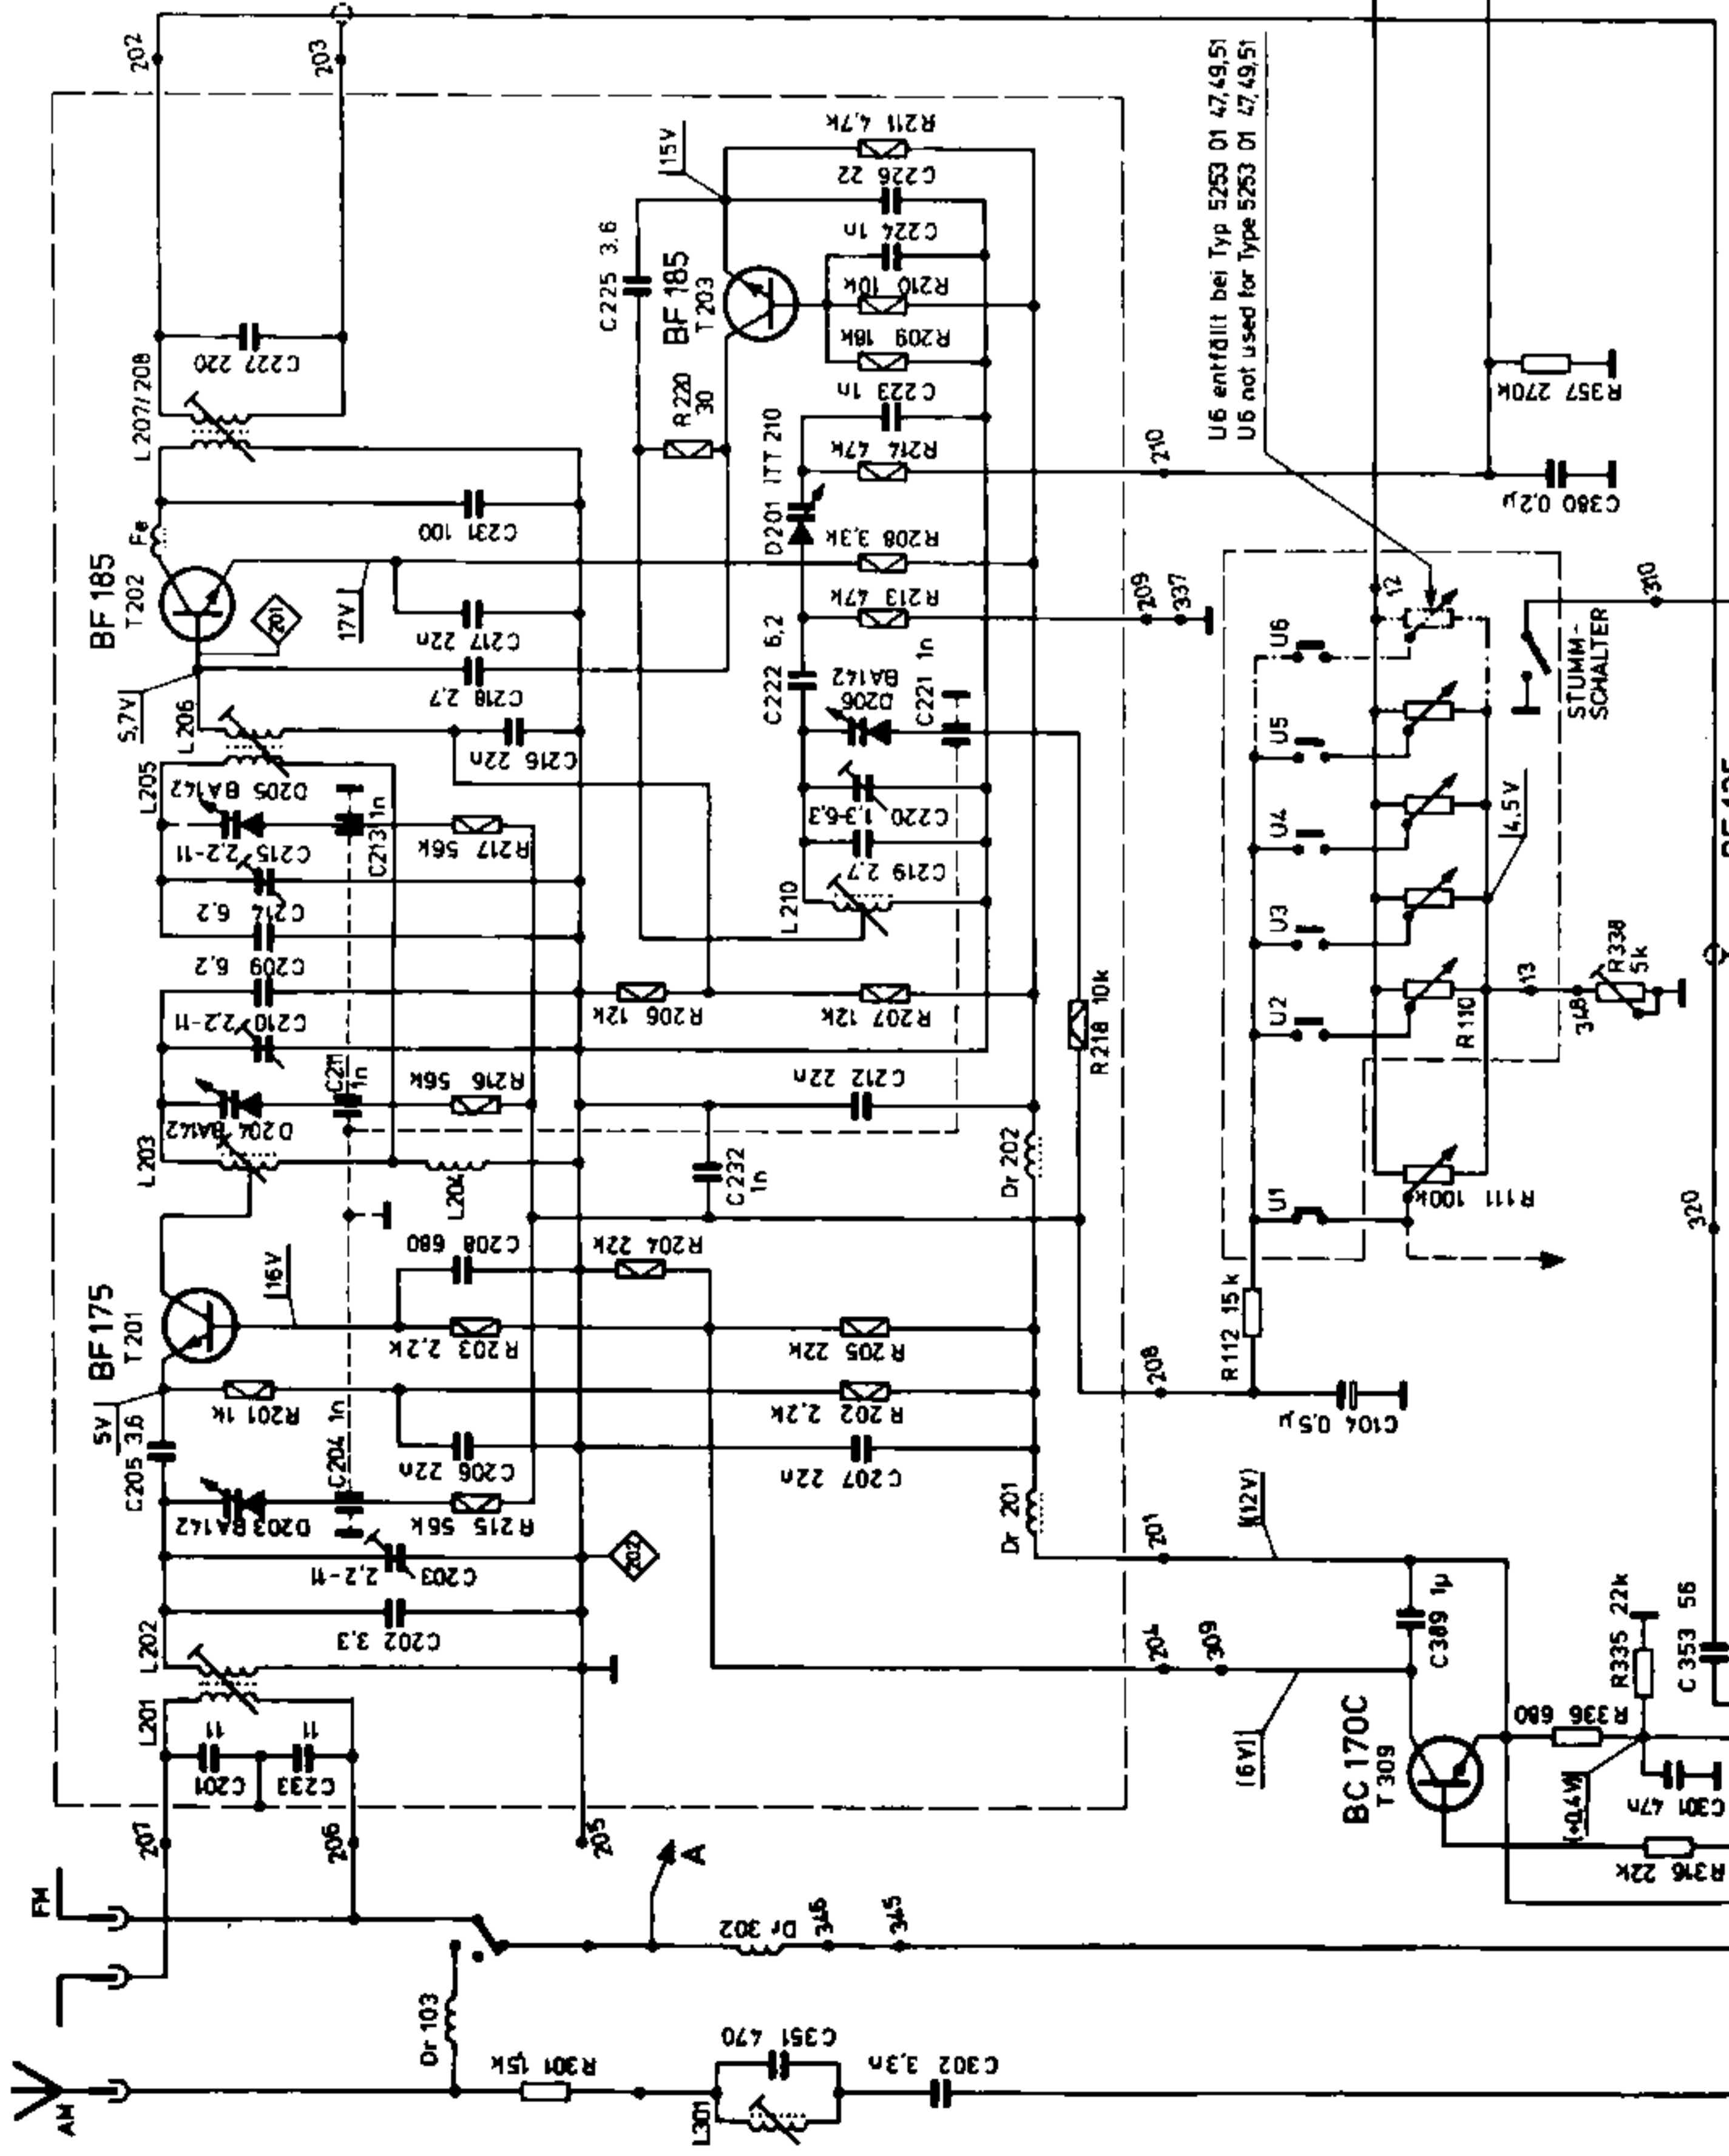 202
203
L207/208
C227 220
BF 185
T202
Fe
C231 100
201
17V
C217
22n
C218 2,7
5,7V
L206
L205
C216 22n
D205 BA142
C215
2,2-11
C213 1n
R217 56k
C214
6,2
C209
6,2
C210
2,2-11
C211
1n
D204
BA142
R216
56k
L203
L204
C225 3,6
15V
BF 185
T203
R220
30
R211 4,7k
C226 22
C224
1n
R210
10k
R209
18k
C223
1n
R214
47k
D201 ITT 210
R208 3,3k
R213
47k
C222 6,2
D206
BA142
C221 1n
C220
1,3-6,3
C219 2,7
L210
R206
12k
R207
12k
R218 10k
C212 22n
C232
1n
Dr 202
BF175
T201
16V
C208
680
R204
22k
R203 2,2k
R205
22k
R201 1k
R202 2,2k
5V
C205 3,6
C204 1n
C206
22n
C207 22n
D203 BA142
R215
56k
C203
2,2-11
202
C202 3,3
L202
L201
C201
11
C233
11
Dr 201
207
206
205
204
309
201
208
209
337
210
U6 entfällt bei Typ 5253 01 47,49,51
U6 not used for Type 5253 01 47,49,51
R357 270k
C380 0,2µ
12
310
U6
U5
U4
U3
U2
U1
STUMM-
SCHALTER
4,5V
R110
13
348
R338
5k
R111
100k
R112 15k
C104 0,5µ
320
(12V)
C389 1µ
(6V)
BC 170C
T309
R335 22k
C353 56
R336 680
(+0,4V)
C301
47n
R316
22k
FM
AM
A
Dr 302
346
345
Dr 103
R301 1,5k
C351
470
L301
C302 3,3n